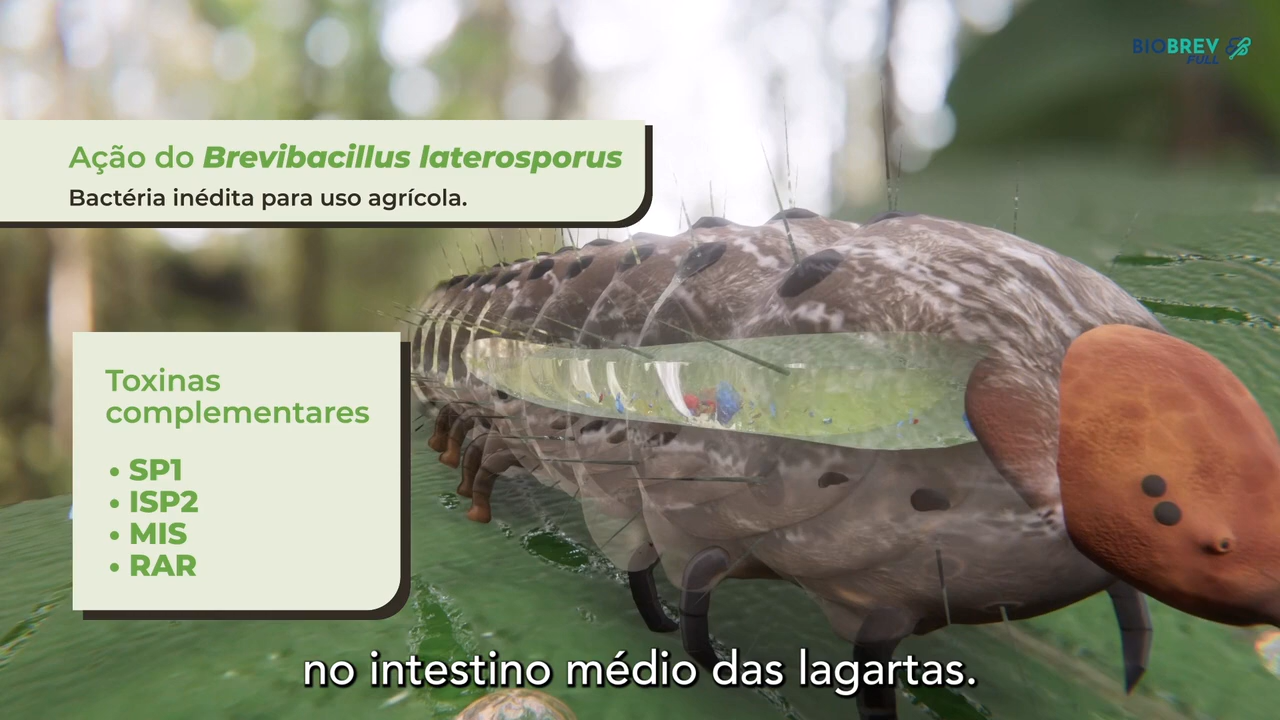 BIOBREV
FULL
Ação do Brevibacillus laterosporus
Bactéria inédita para uso agrícola.
Toxinas
complementares
• SP1
• ISP2
• MIS
• RAR
no intestino médio das lagartas.